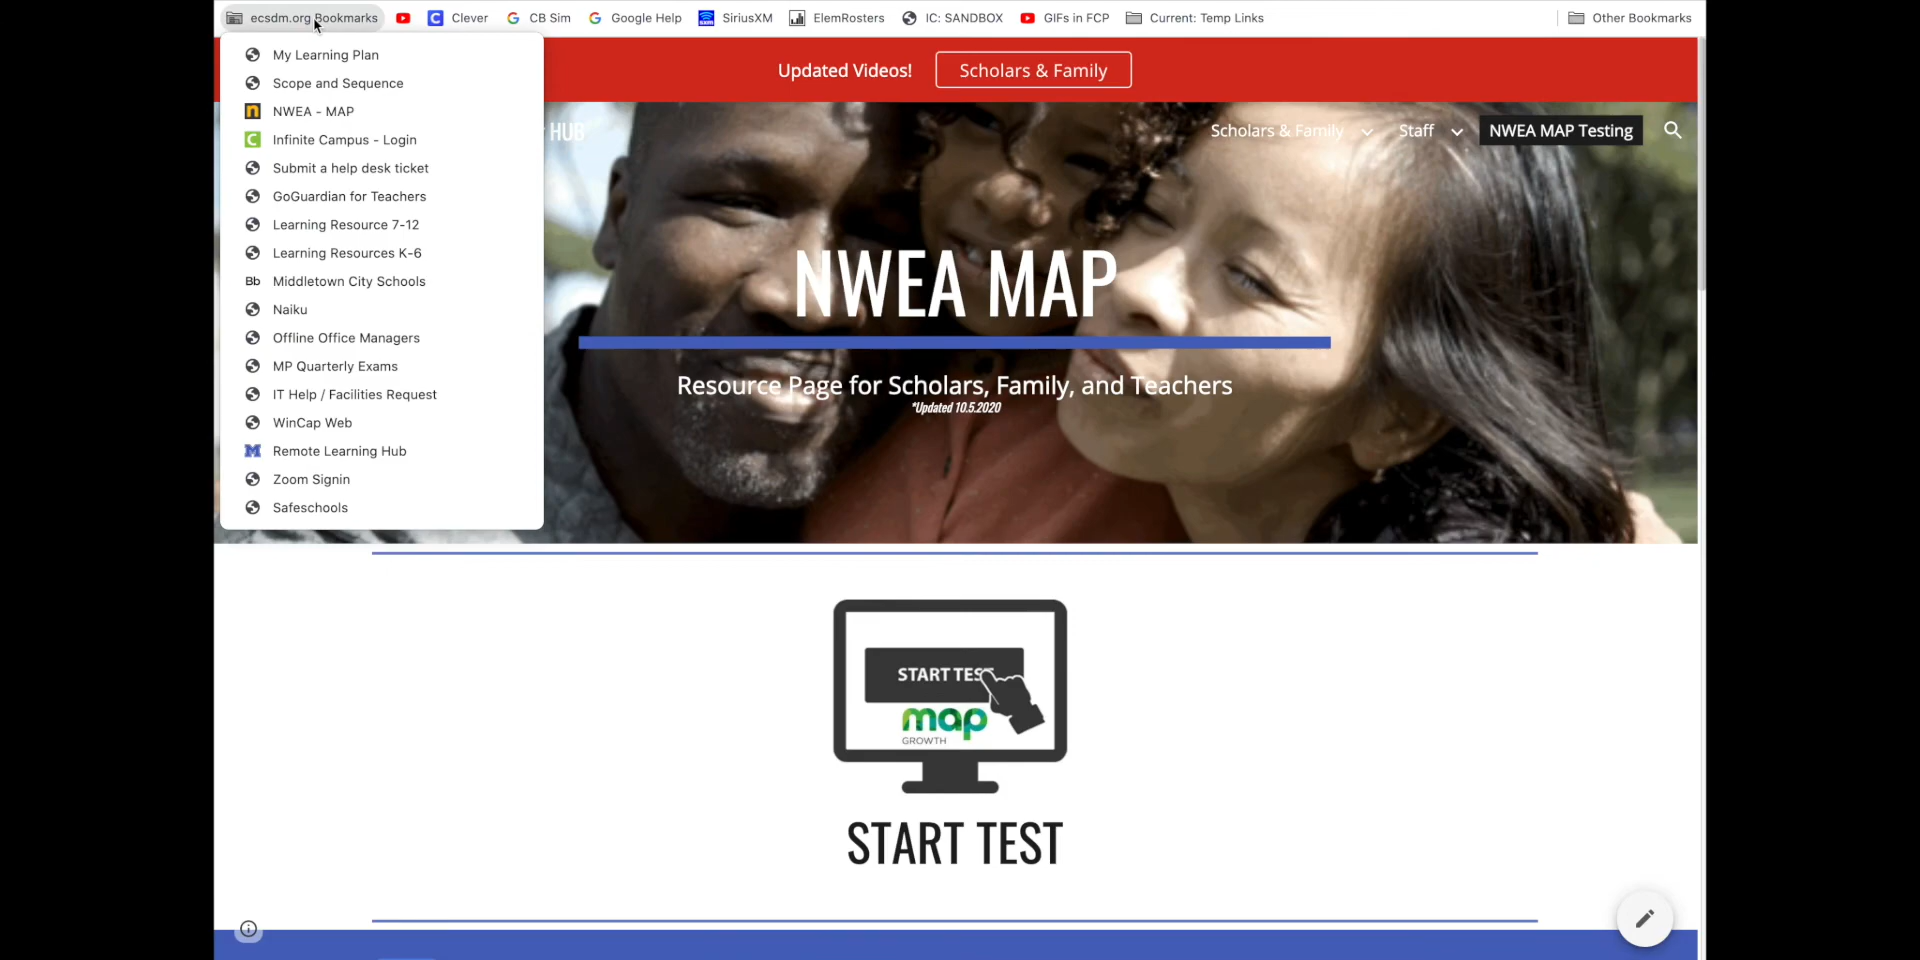 ecsdm.org Bookmarks Clever CB Sim Google Help SiriusXM ElemRosters IC: SANDBOX GIFs in FCP Current: Temp Links Other Bookmarks
My Learning Plan
Scope and Sequence
NWEA - MAP
Infinite Campus - Login
Submit a help desk ticket
GoGuardian for Teachers
Learning Resource 7-12
Learning Resources K-6
Bb Middletown City Schools
Naiku
Offline Office Managers
MP Quarterly Exams
IT Help / Facilities Request
WinCap Web
Remote Learning Hub
Zoom Signin
Safeschools
Updated Videos! Scholars & Family
HUB Scholars & Family Staff NWEA MAP Testing
NWEA MAP
Resource Page for Scholars, Family, and Teachers
*Updated 10.5.2020
START TEST
map
GROWTH
START TEST